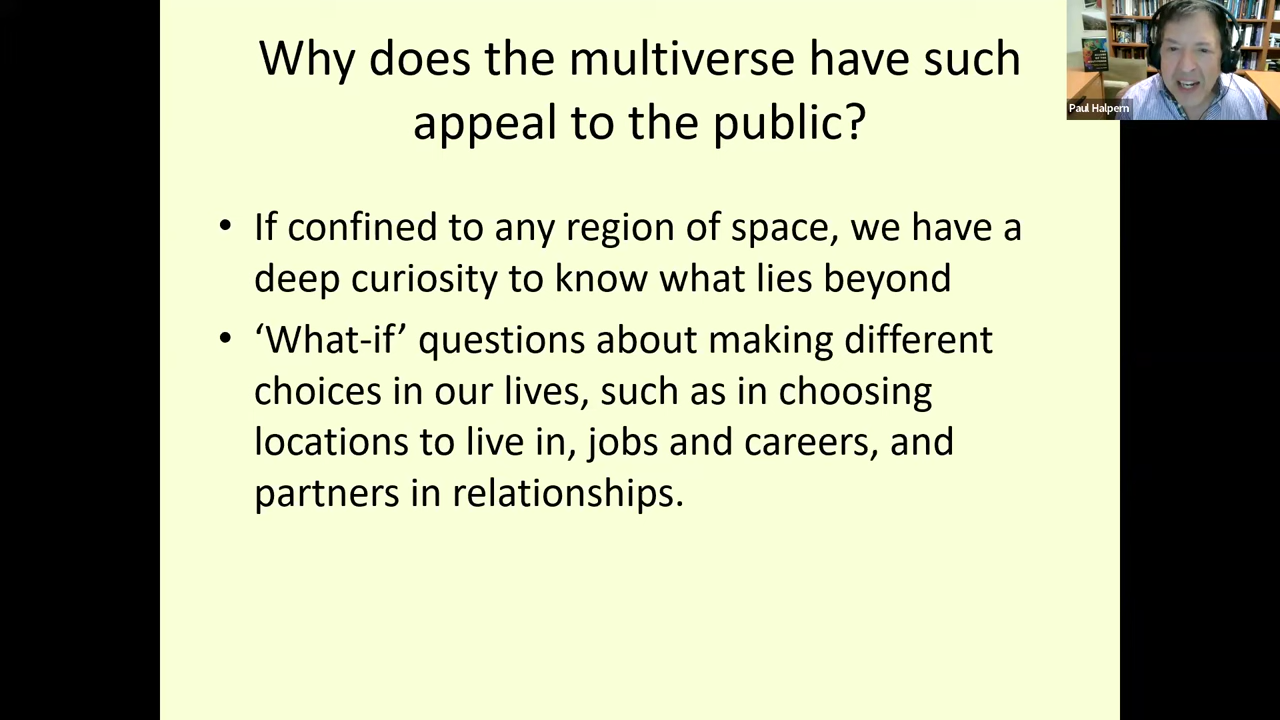 Why does the multiverse have such
appeal to the public?
• If confined to any region of space, we have a
deep curiosity to know what lies beyond
• ‘What-if’ questions about making different
choices in our lives, such as in choosing
locations to live in, jobs and careers, and
partners in relationships.
Paul Halpern